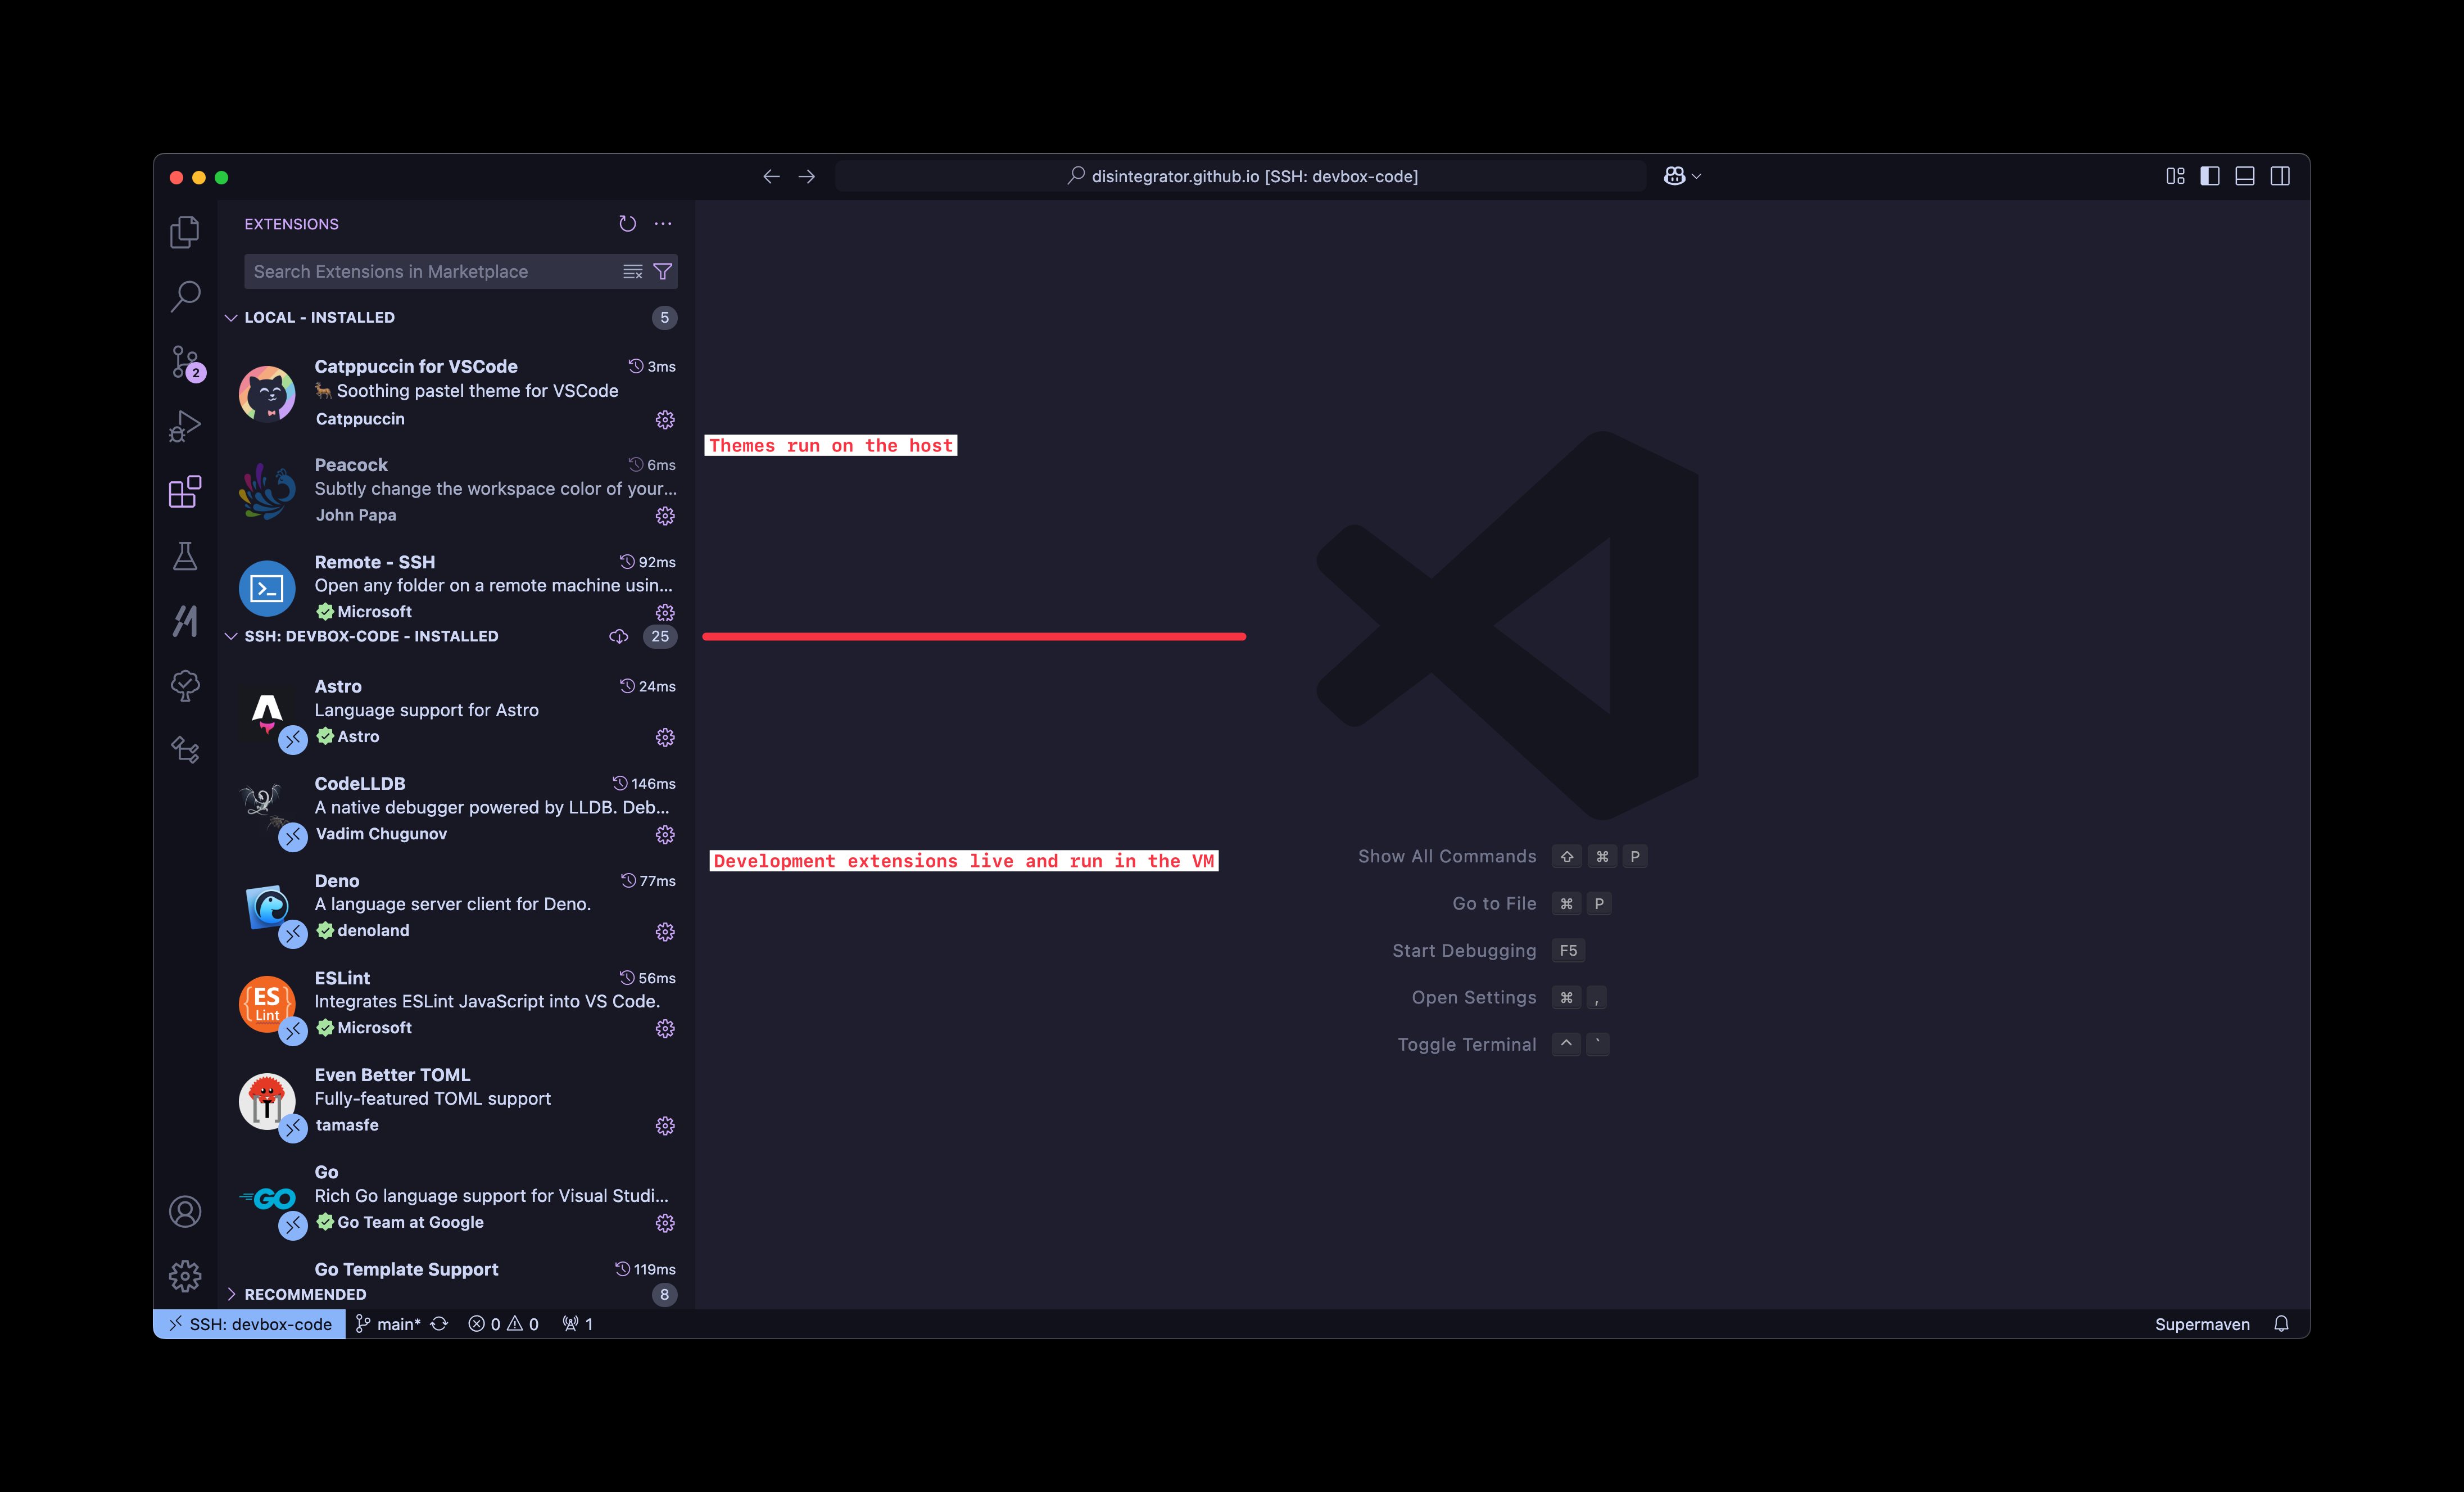 disintegrator.github.io [SSH: devbox-code]
EXTENSIONS
Search Extensions in Marketplace
LOCAL - INSTALLED 5
Catppuccin for VSCode 3ms
Soothing pastel theme for VSCode
Catppuccin
Peacock 6ms
Subtly change the workspace color of your...
John Papa
Remote - SSH 92ms
Open any folder on a remote machine usin...
Microsoft
SSH: DEVBOX-CODE - INSTALLED 25
Astro 24ms
Language support for Astro
Astro
CodeLLDB 146ms
A native debugger powered by LLDB. Deb...
Vadim Chugunov
Deno 77ms
A language server client for Deno.
denoland
ESLint 56ms
Integrates ESLint JavaScript into VS Code.
Microsoft
ES
Lint
Even Better TOML
Fully-featured TOML support
tamasfe
Go
Rich Go language support for Visual Studi...
Go Team at Google
GO
Go Template Support 119ms
RECOMMENDED 8
2
Themes run on the host
Development extensions live and run in the VM
Show All Commands ⇧ ⌘ P
Go to File ⌘ P
Start Debugging F5
Open Settings ⌘ ,
Toggle Terminal ^ `
SSH: devbox-code main* 0 0 1 Supermaven